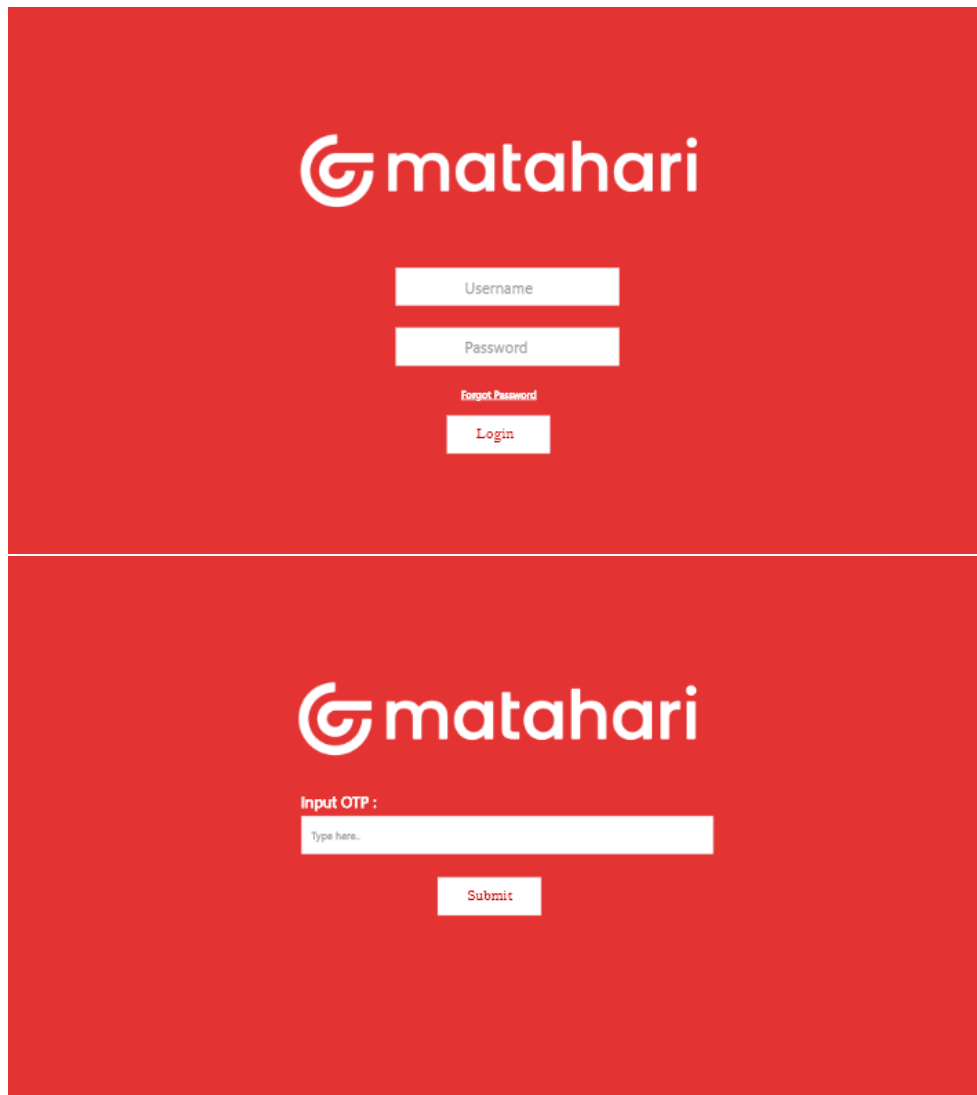 matahari
Username
Password
Forgot Password
Login
matahari
Input OTP :
Type here..
Submit